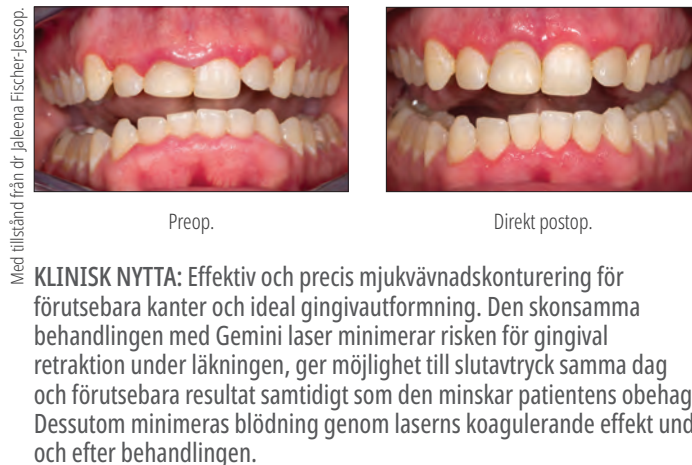 Med tillstånd från dr Jaleena Fischer-Jessop.
Preop.
Direkt postop.
KLINISK NYTTA: Effektiv och precis mjukvävnadskonturering för
förutsebara kanter och ideal gingivautformning. Den skonsamma
behandlingen med Gemini laser minimerar risken för gingival
retraktion under läkningen, ger möjlighet till slutavtryck samma dag
och förutsebara resultat samtidigt som den minskar patientens obehag
Dessutom minimeras blödning genom laserns koagulerande effekt und
och efter behandlingen.